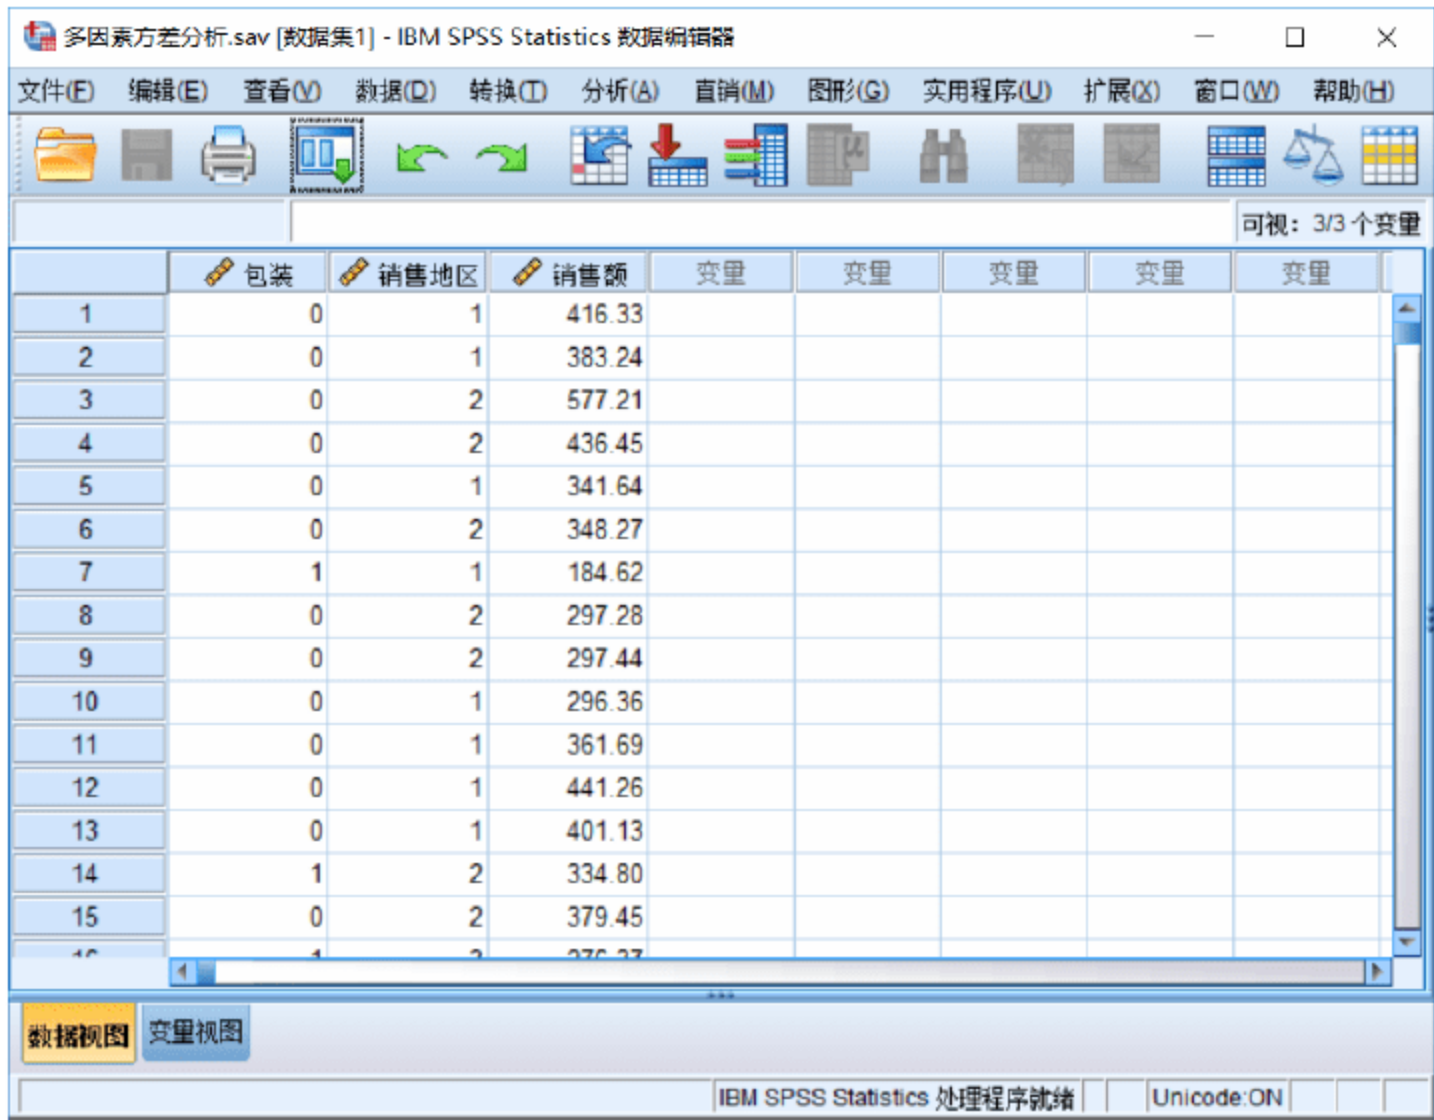 多因素方差分析.sav [数据集1] - IBM SPSS Statistics 数据编辑器
文件(F) 编辑(E) 查看(V) 数据(D) 转换(T) 分析(A) 直销(M) 图形(G) 实用程序(U) 扩展(X) 窗口(W) 帮助(H)
可视: 3/3 个变量
包装 销售地区 销售额 变量 变量 变量 变量 变量
1 0 1 416.33
2 0 1 383.24
3 0 2 577.21
4 0 2 436.45
5 0 1 341.64
6 0 2 348.27
7 1 1 184.62
8 0 2 297.28
9 0 2 297.44
10 0 1 296.36
11 0 1 361.69
12 0 1 441.26
13 0 1 401.13
14 1 2 334.80
15 0 2 379.45
数据视图 变量视图
IBM SPSS Statistics 处理程序就绪 Unicode:ON